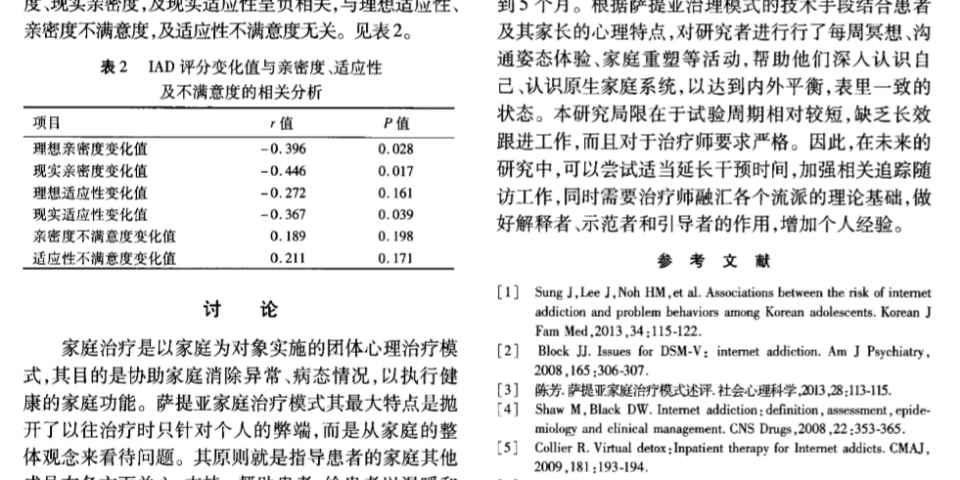 度、现实亲密度,及现实适应性呈负相关,与理想适应性、
亲密度不满意度,及适应性不满意度无关。见表2。
表2 IAD评分变化值与亲密度、适应性
及不满意度的相关分析
项目 r值 P值
理想亲密度变化值 -0.396 0.028
现实亲密度变化值 -0.446 0.017
理想适应性变化值 -0.272 0.161
现实适应性变化值 -0.367 0.039
亲密度不满意度变化值 0.189 0.198
适应性不满意度变化值 0.211 0.171
讨 论
家庭治疗是以家庭为对象实施的团体心理治疗模
式,其目的是协助家庭消除异常、病态情况,以执行健
康的家庭功能。萨提亚家庭治疗模式其最大特点是抛
开了以往治疗时只针对个人的弊端,而是从家庭的整
体观念来看待问题。其原则就是指导患者的家庭其他
到5个月。根据萨提亚治理模式的技术手段结合患者
及其家长的心理特点,对研究者进行行了每周冥想、沟
通姿态体验、家庭重塑等活动,帮助他们深入认识自
己、认识原生家庭系统,以达到内外平衡,表里一致的
状态。本研究局限在于试验周期相对较短,缺乏长效
跟进工作,而且对于治疗师要求严格。因此,在未来的
研究中,可以尝试适当延长干预时间,加强相关追踪随
访工作,同时需要治疗师融汇各个流派的理论基础,做
好解释者、示范者和引导者的作用,增加个人经验。
参 考 文 献
[1] Sung J,Lee J,Noh HM,et al. Associations between the risk of internet
addiction and problem behaviors among Korean adolescents. Korean J
Fam Med,2013,34:115-122.
[2] Block JJ. Issues for DSM-V: internet addiction. Am J Psychiatry,
2008,165:306-307.
[3] 陈芳.萨提亚家庭治疗模式述评.社会心理科学,2013,28:113-115.
[4] Shaw M,Black DW. Internet addiction:definition,assessment,epide-
miology and clinical management. CNS Drugs,2008,22:353-365.
[5] Collier R. Virtual detox:Inpatient therapy for Internet addicts. CMAJ,
2009,181:193-194.